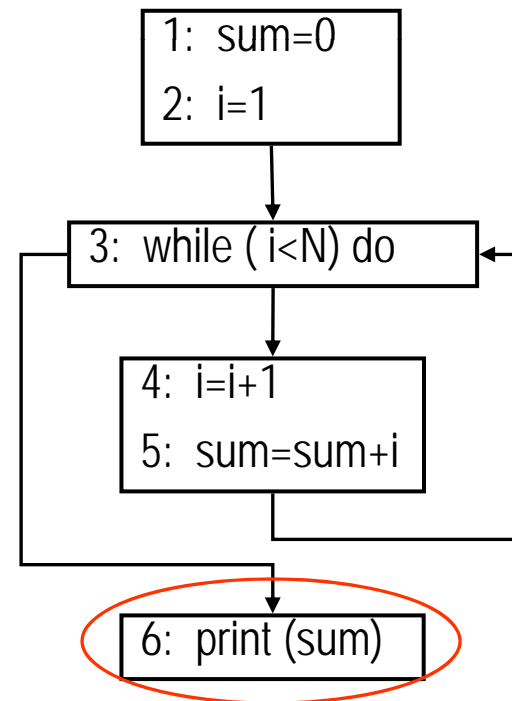 1: sum=0
2: i=1
3: while ( i<N) do
4: i=i+1
5: sum=sum+i
6: print (sum)